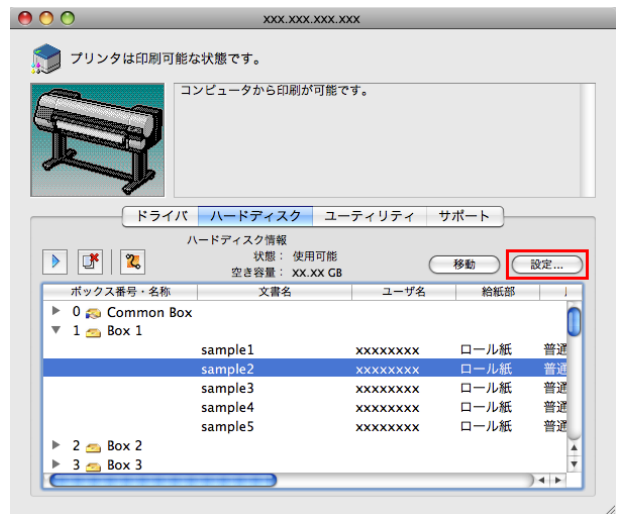 xxx.xxx.xxx.xxx
プリンタは印刷可能な状態です。
コンピュータから印刷が可能です。
ドライバ ハードディスク ユーティリティ サポート
ハードディスク情報
状態： 使用可能
空き容量： XX.XX GB
移動 設定...
ボックス番号・名称 文書名 ユーザ名 給紙部
0 Common Box
1 Box 1
sample1 xxxxxxxx ロール紙 普通
sample2 xxxxxxxx ロール紙 普通
sample3 xxxxxxxx ロール紙 普通
sample4 xxxxxxxx ロール紙 普通
sample5 xxxxxxxx ロール紙 普通
2 Box 2
3 Box 3